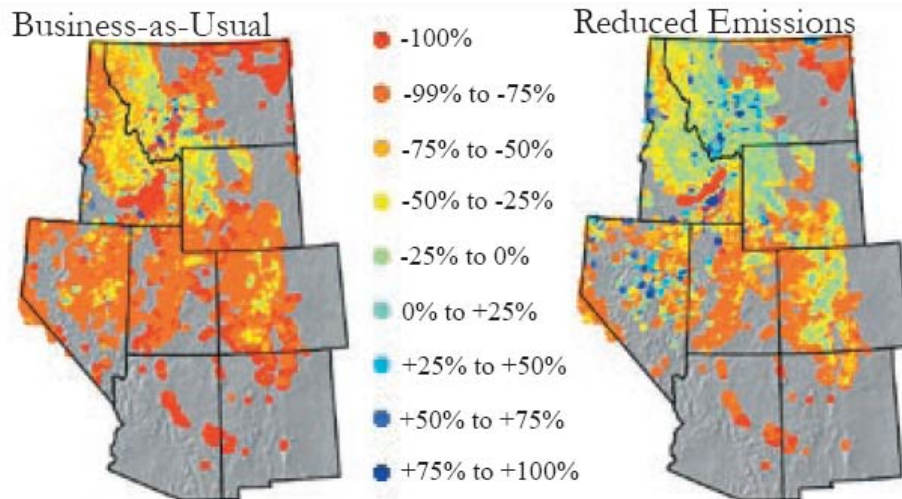 Business-as-Usual
Reduced Emissions
-100%
-99% to -75%
-75% to -50%
-50% to -25%
-25% to 0%
0% to +25%
+25% to +50%
+50% to +75%
+75% to +100%